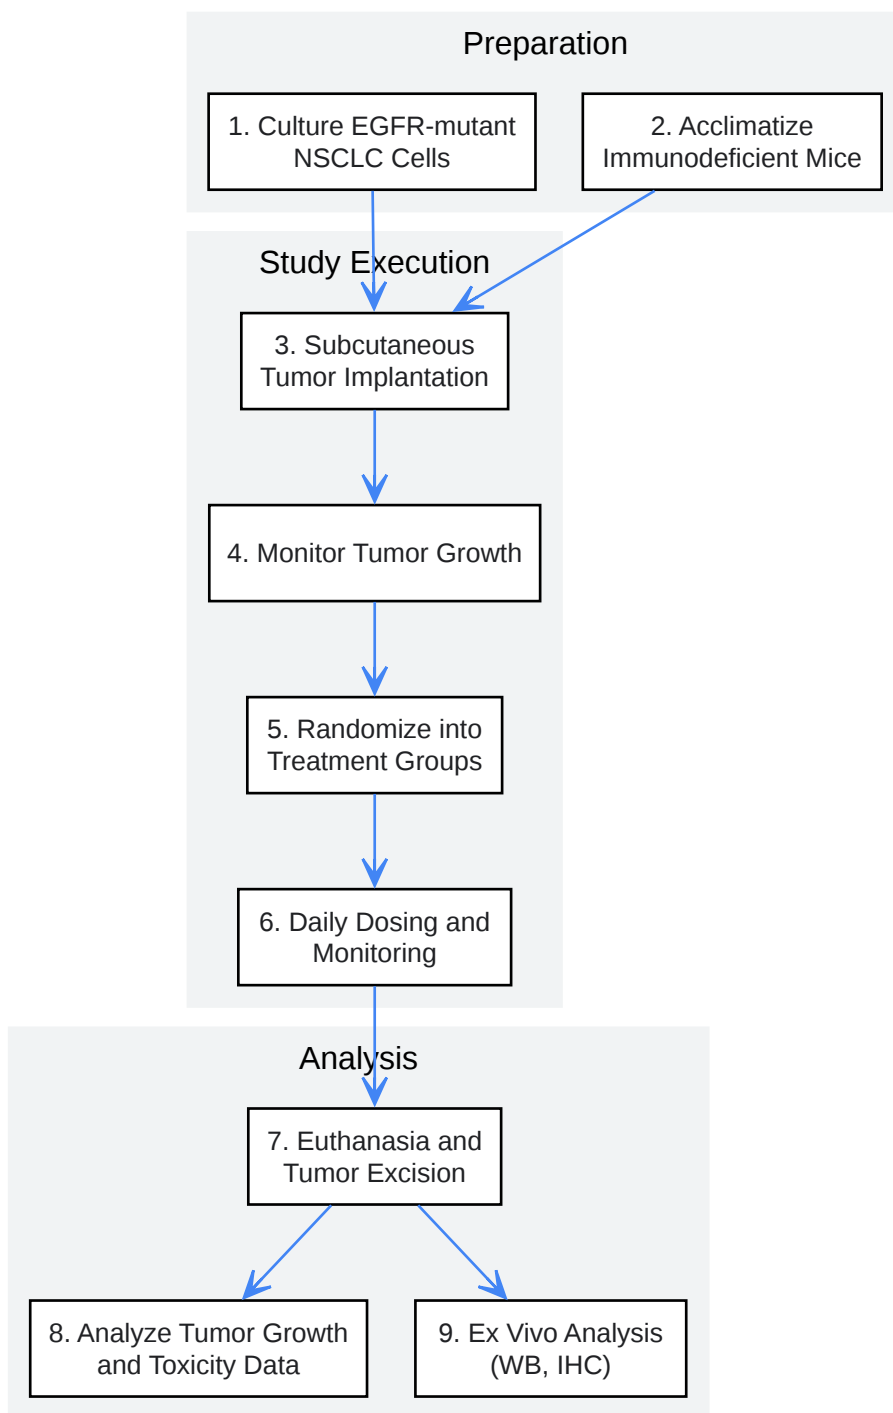 Preparation
1. Culture EGFR-mutant
NSCLC Cells
2. Acclimatize
Immunodeficient Mice
Study Execution
3. Subcutaneous
Tumor Implantation
4. Monitor Tumor Growth
5. Randomize into
Treatment Groups
6. Daily Dosing and
Monitoring
Analysis
7. Euthanasia and
Tumor Excision
8. Analyze Tumor Growth
and Toxicity Data
9. Ex Vivo Analysis
(WB, IHC)